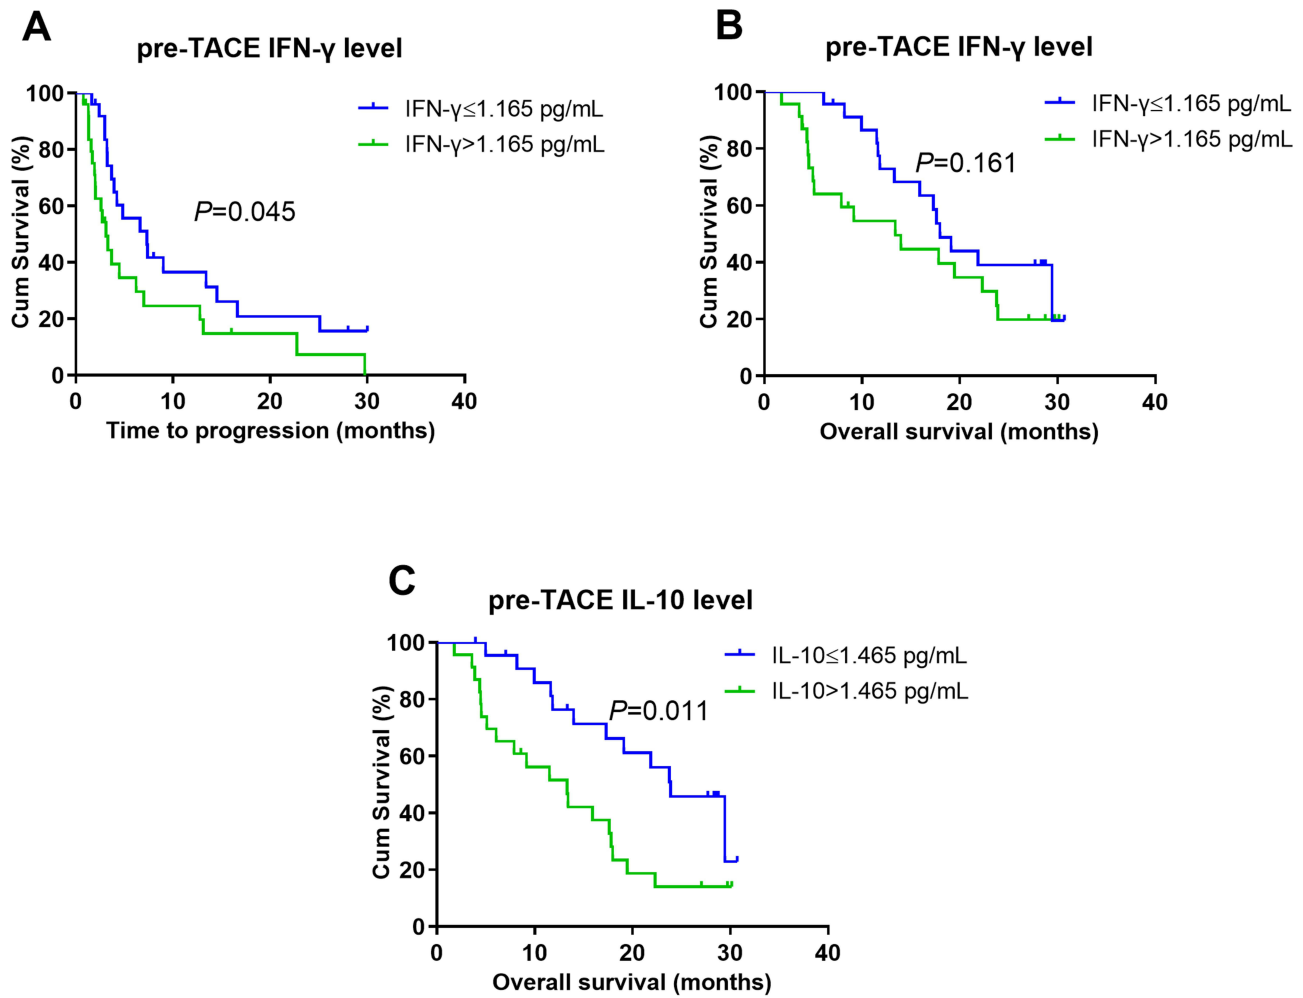 A
pre-TACE IFN-γ level
IFN-γ≤1.165 pg/mL
IFN-γ>1.165 pg/mL
P=0.045
Cum Survival (%)
100
80
60
40
20
0
0 10 20 30 40
Time to progression (months)
B
pre-TACE IFN-γ level
IFN-γ≤1.165 pg/mL
IFN-γ>1.165 pg/mL
P=0.161
Cum Survival (%)
100
80
60
40
20
0
0 10 20 30 40
Overall survival (months)
C
pre-TACE IL-10 level
IL-10≤1.465 pg/mL
IL-10>1.465 pg/mL
P=0.011
Cum Survival (%)
100
80
60
40
20
0
0 10 20 30 40
Overall survival (months)